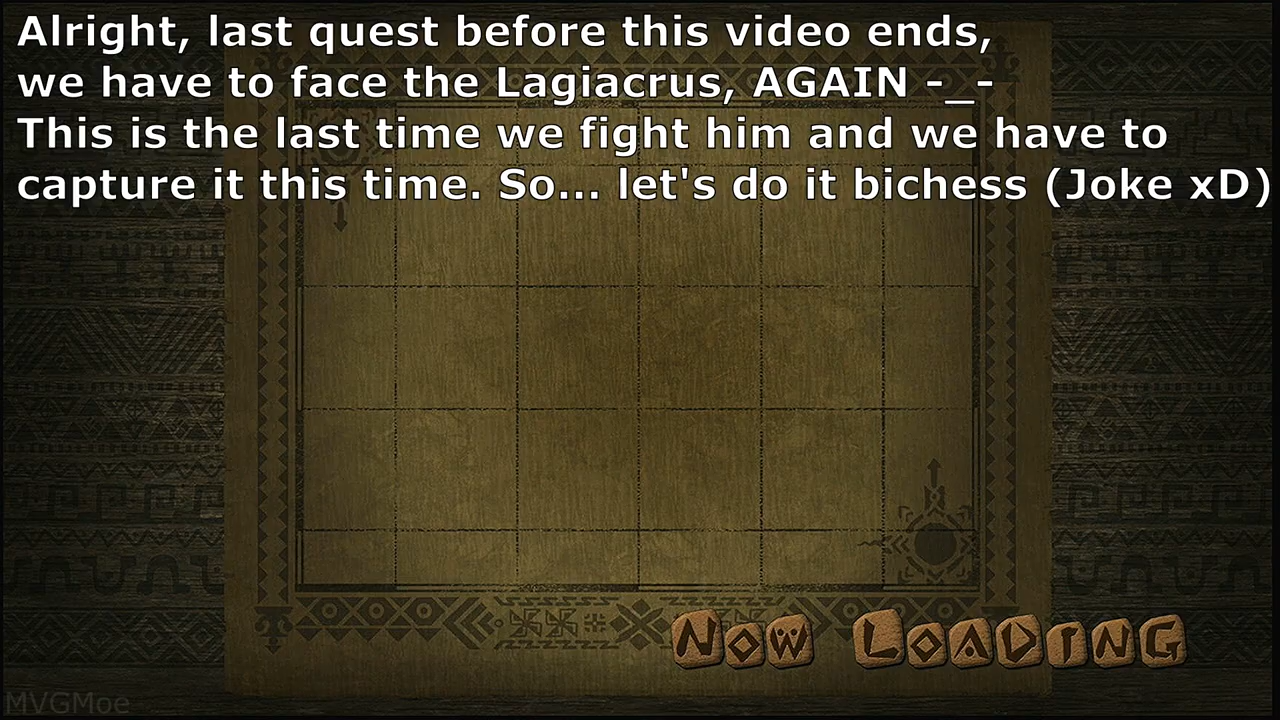 Alright, last quest before this video ends,
we have to face the Lagiacrus, AGAIN -_-
This is the last time we fight him and we have to
capture it this time. So... let's do it bichess (Joke xD)
Now Loading
MVGMoe